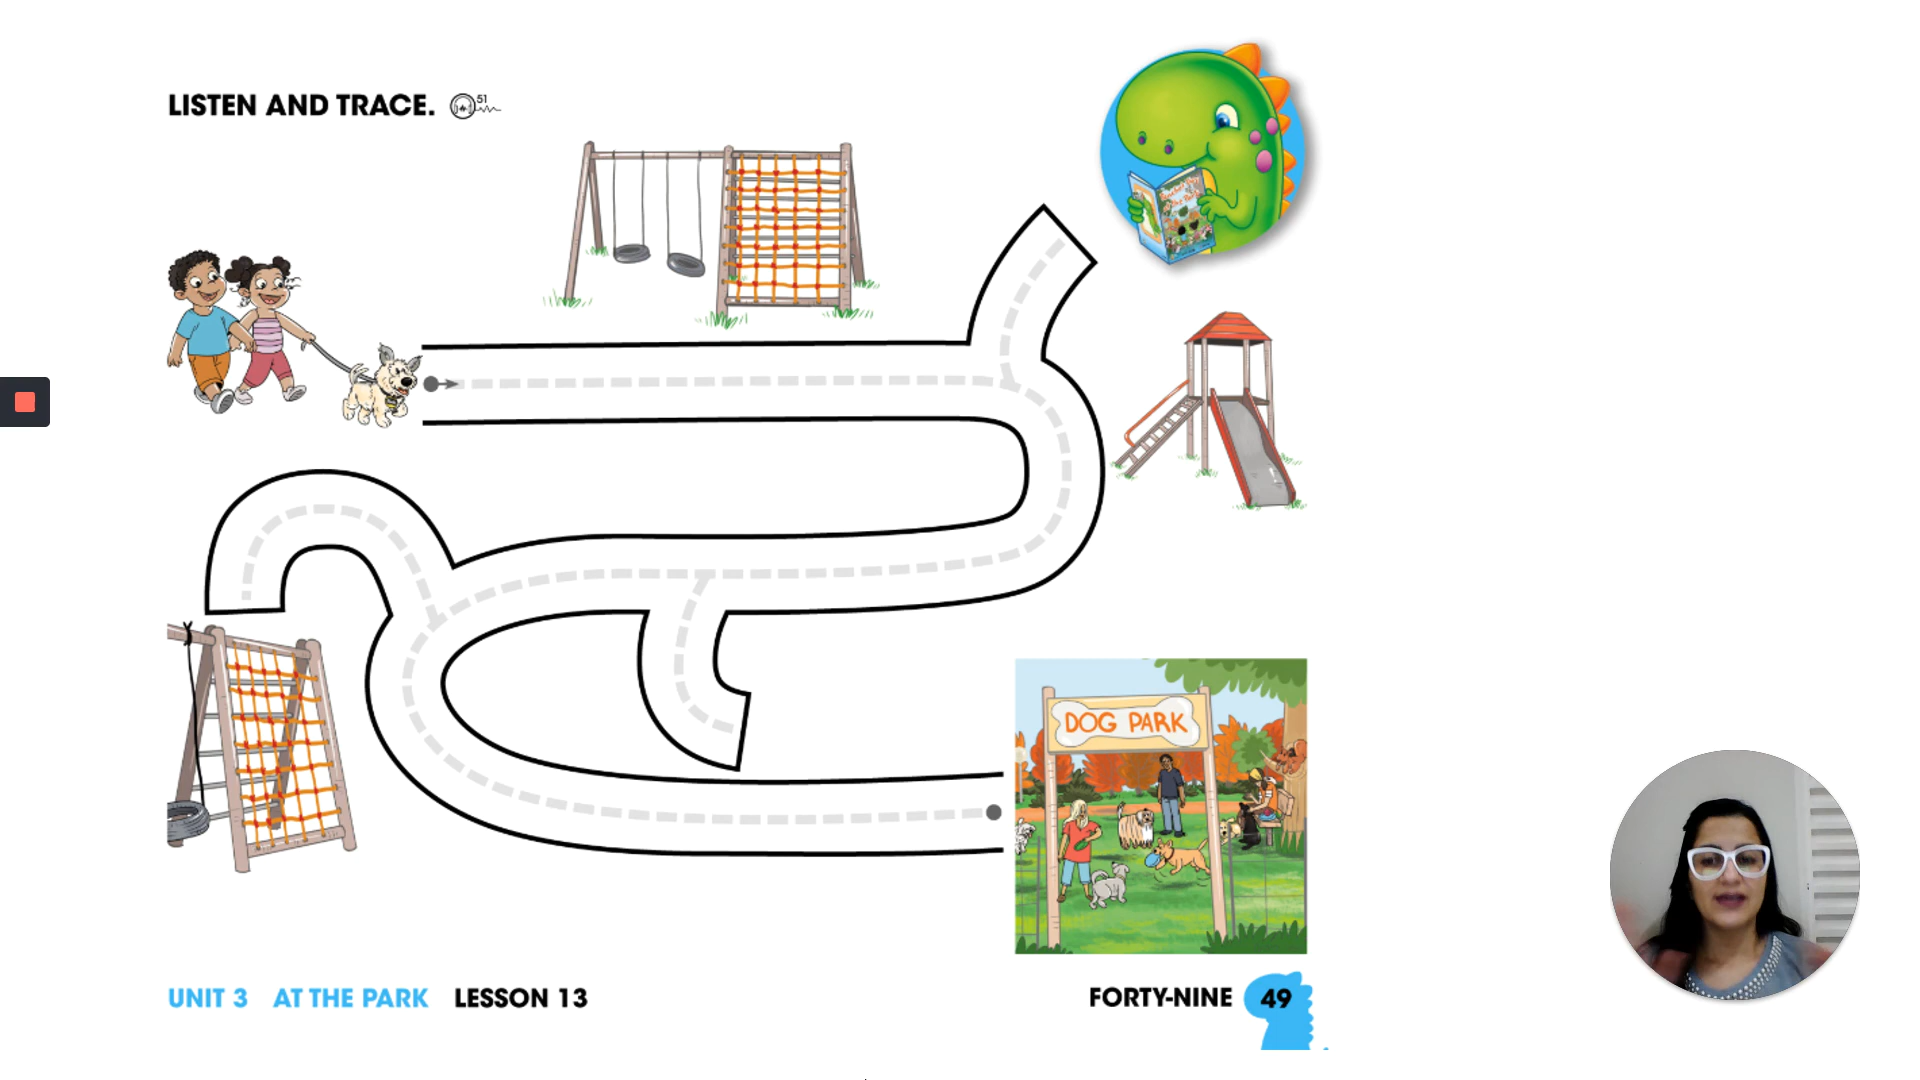 LISTEN AND TRACE. 51
DOG PARK
UNIT 3 AT THE PARK LESSON 13
FORTY-NINE 49